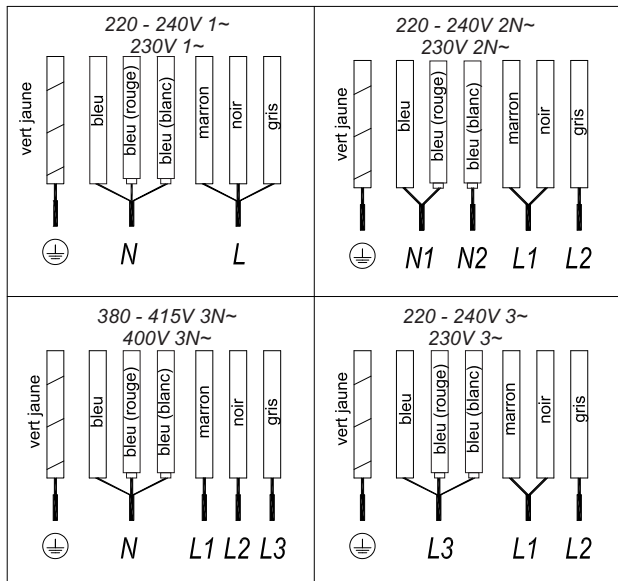 220 - 240V 1~
230V 1~
vert jaune
bleu
bleu (rouge)
bleu (blanc)
marron
noir
gris
N
L
220 - 240V 2N~
230V 2N~
vert jaune
bleu
bleu (rouge)
bleu (blanc)
marron
noir
gris
N1 N2 L1 L2
380 - 415V 3N~
400V 3N~
vert jaune
bleu
bleu (rouge)
bleu (blanc)
marron
noir
gris
N L1 L2 L3
220 - 240V 3~
230V 3~
vert jaune
bleu
bleu (rouge)
bleu (blanc)
marron
noir
gris
L3 L1 L2